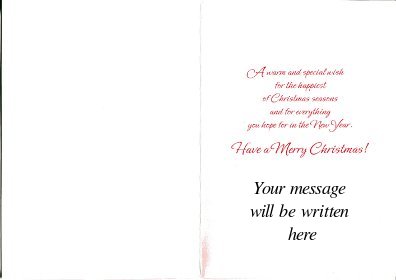 A warm and special wish
for the happiest
of Christmas seasons
and for everything
you hope for in the New Year.
Have a Merry Christmas!
Your message
will be written
here